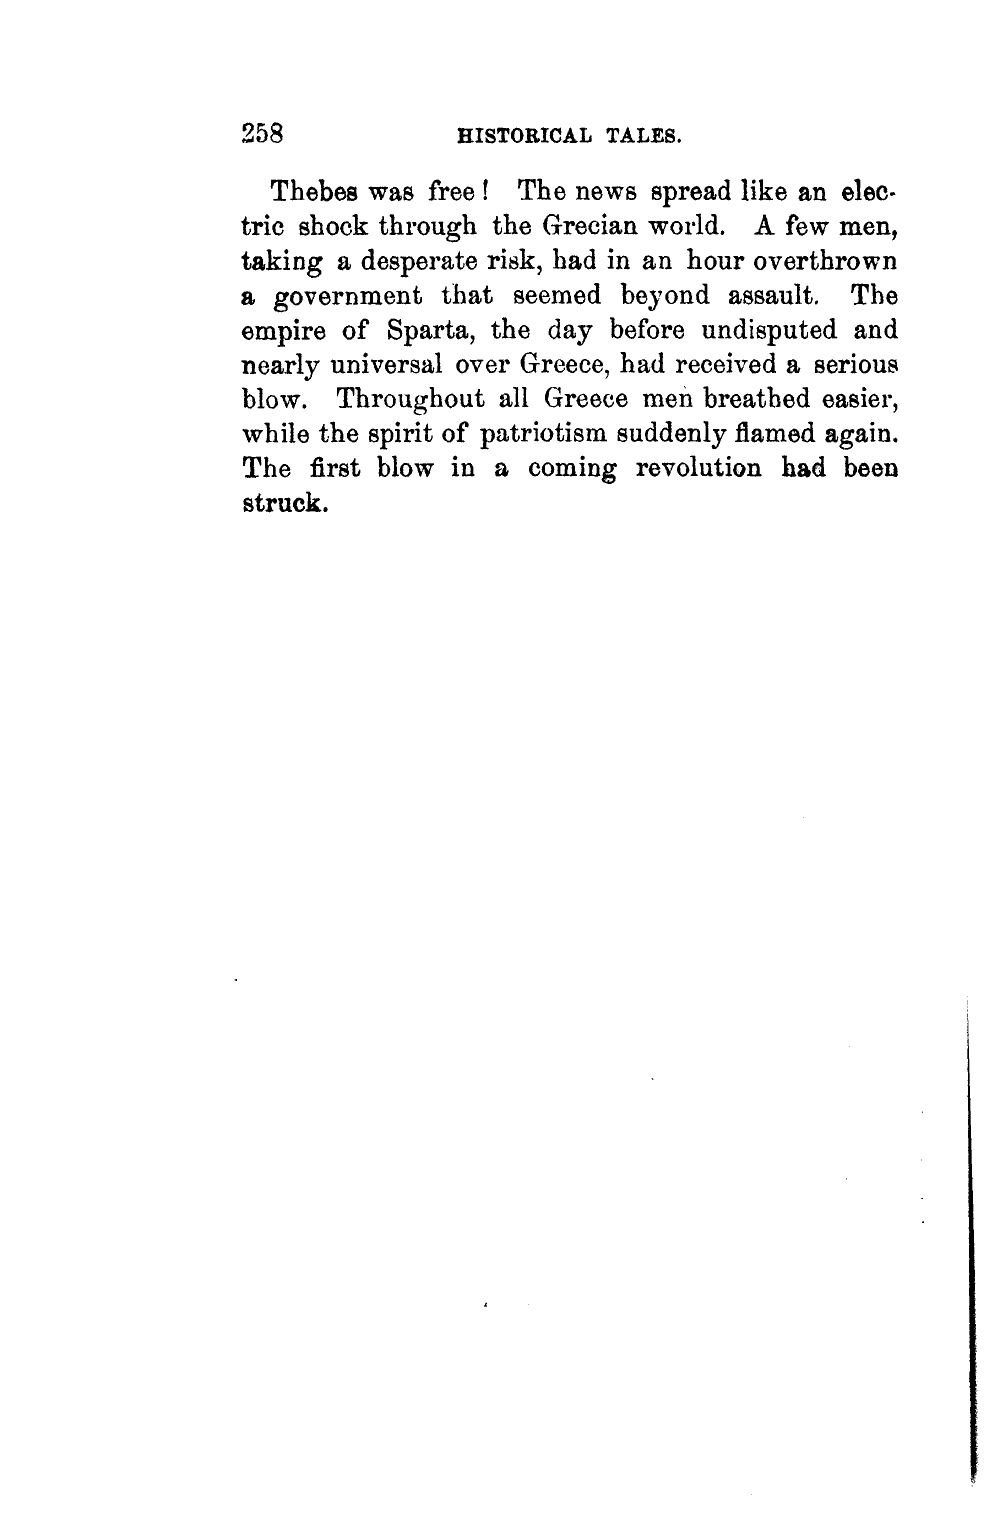 258 HISTORICAL TALES.
Thebes was free! The news spread like an elec-
tric shock through the Grecian world. A few men,
taking a desperate risk, had in an hour overthrown
a government that seemed beyond assault. The
empire of Sparta, the day before undisputed and
nearly universal over Greece, had received a serious
blow. Throughout all Greece men breathed easier,
while the spirit of patriotism suddenly flamed again.
The first blow in a coming revolution had been
struck.